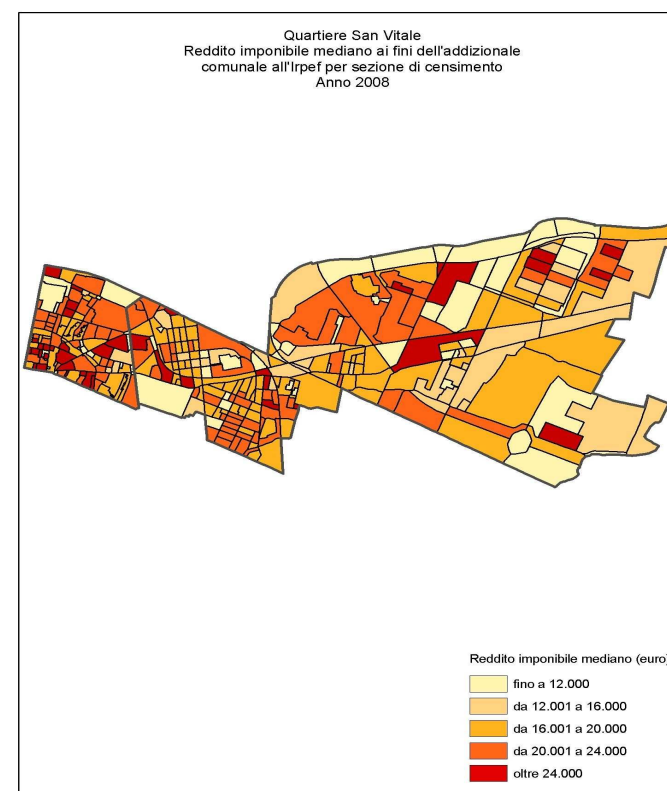 Quartiere San Vitale
Reddito imponibile mediano ai fini dell'addizionale
comunale all'Irpef per sezione di censimento
Anno 2008
Reddito imponibile mediano (euro)
fino a 12.000
da 12.001 a 16.000
da 16.001 a 20.000
da 20.001 a 24.000
oltre 24.000